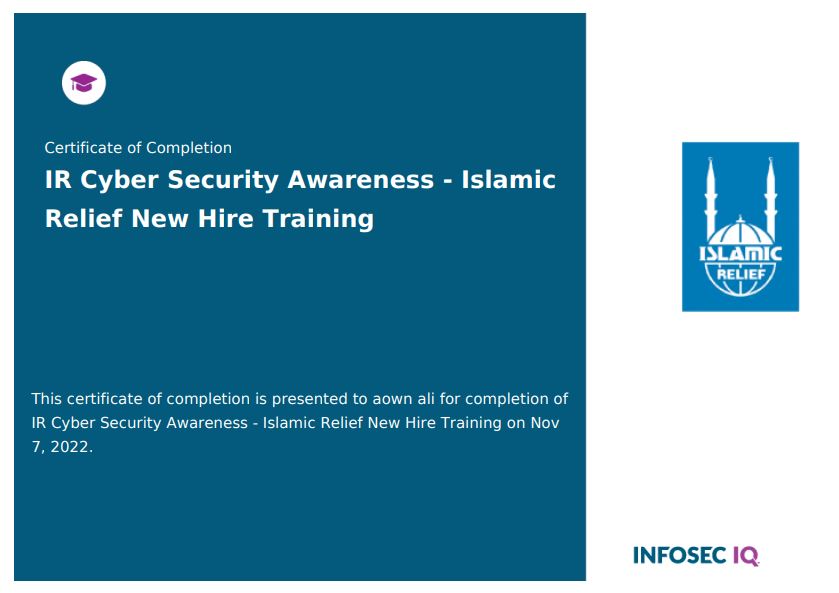 Certificate of Completion
IR Cyber Security Awareness - Islamic
Relief New Hire Training
ISLAMIC
RELIEF
This certificate of completion is presented to aown ali for completion of
IR Cyber Security Awareness - Islamic Relief New Hire Training on Nov
7, 2022.
INFOSEC IQ